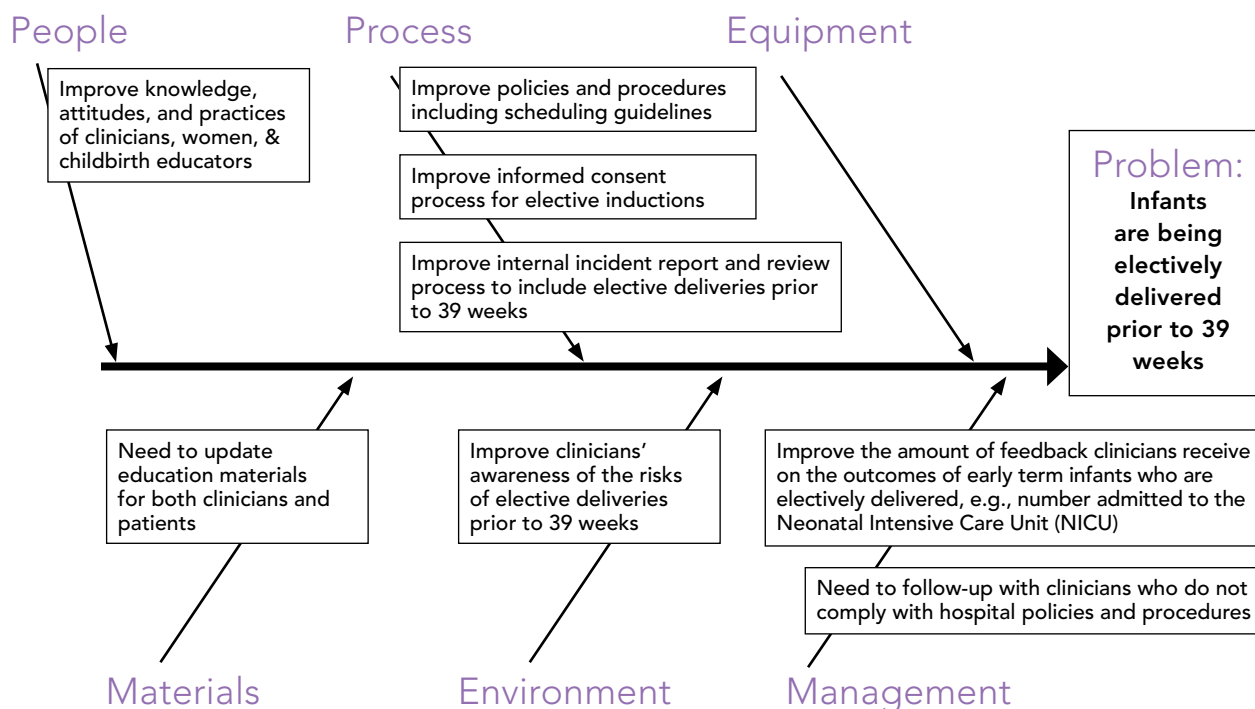 People
Process
Equipment
Improve knowledge,
attitudes, and practices
of clinicians, women, &
childbirth educators
Improve policies and procedures
including scheduling guidelines
Improve informed consent
process for elective inductions
Improve internal incident report and review
process to include elective deliveries prior
to 39 weeks
Problem:
Infants
are being
electively
delivered
prior to 39
weeks
Need to update
education materials
for both clinicians and
patients
Improve clinicians’
awareness of the risks
of elective deliveries
prior to 39 weeks
Improve the amount of feedback clinicians receive
on the outcomes of early term infants who are
electively delivered, e.g., number admitted to the
Neonatal Intensive Care Unit (NICU)
Need to follow-up with clinicians who do not
comply with hospital policies and procedures
Materials
Environment
Management